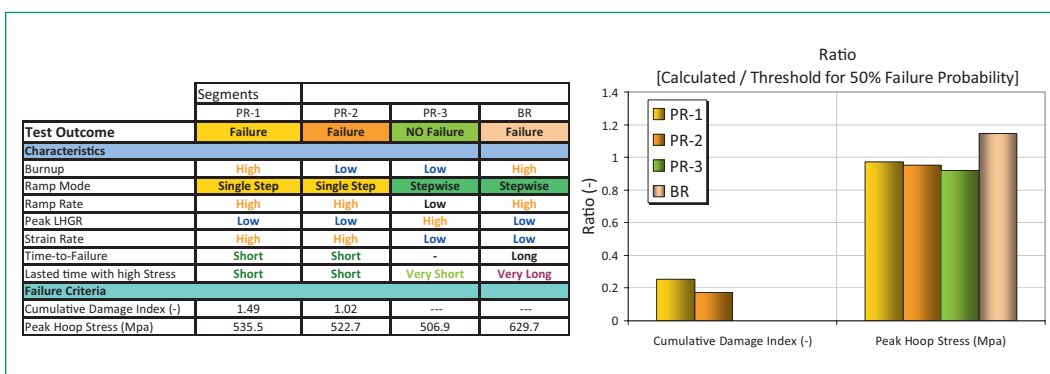 Segments
PR-1 PR-2 PR-3 BR
Test Outcome Failure Failure NO Failure Failure
Characteristics
Burnup High Low Low High
Ramp Mode Single Step Single Step Stepwise Stepwise
Ramp Rate High High Low High
Peak LHGR Low Low High Low
Strain Rate High High Low Low
Time-to-Failure Short Short - Long
Lasted time with high Stress Short Short Very Short Very Long
Failure Criteria
Cumulative Damage Index (-) 1.49 1.02 --- ---
Peak Hoop Stress (Mpa) 535.5 522.7 506.9 629.7
Ratio
[Calculated / Threshold for 50% Failure Probability]
Ratio (-)
1.4
1.2
1
0.8
0.6
0.4
0.2
0
PR-1
PR-2
PR-3
BR
Cumulative Damage Index (-) Peak Hoop Stress (Mpa)